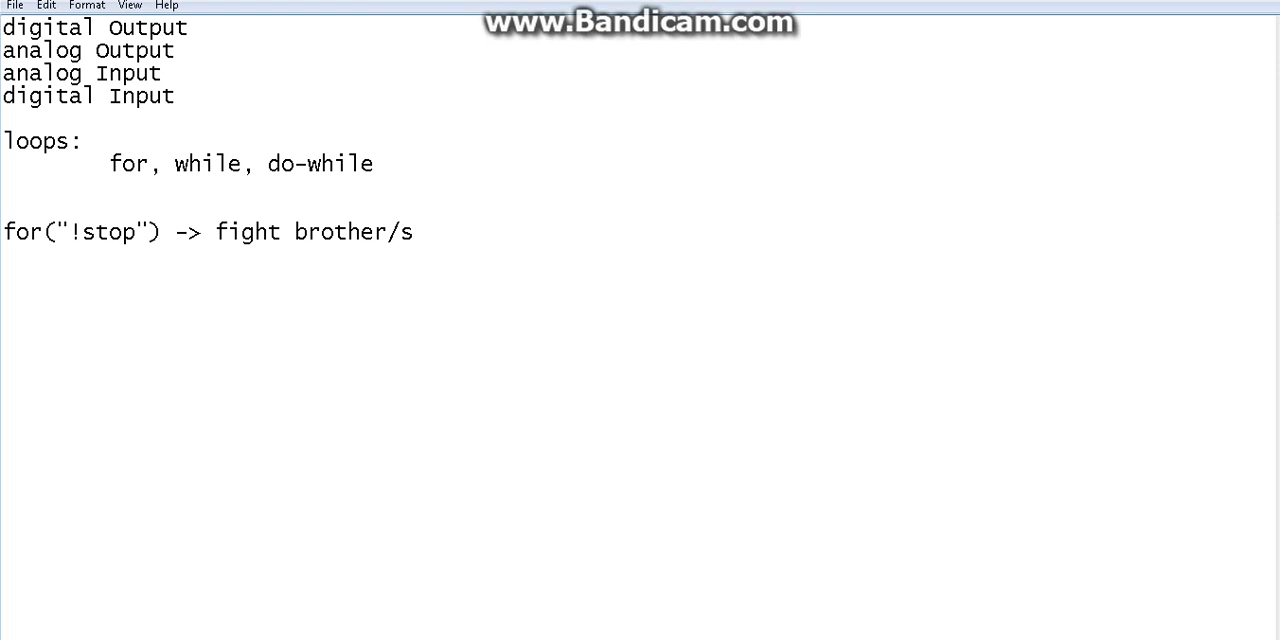 File Edit Format View Help
www.Bandicam.com
digital Output
analog Output
analog Input
digital Input
loops:
for, while, do-while
for("!stop") -> fight brother/s